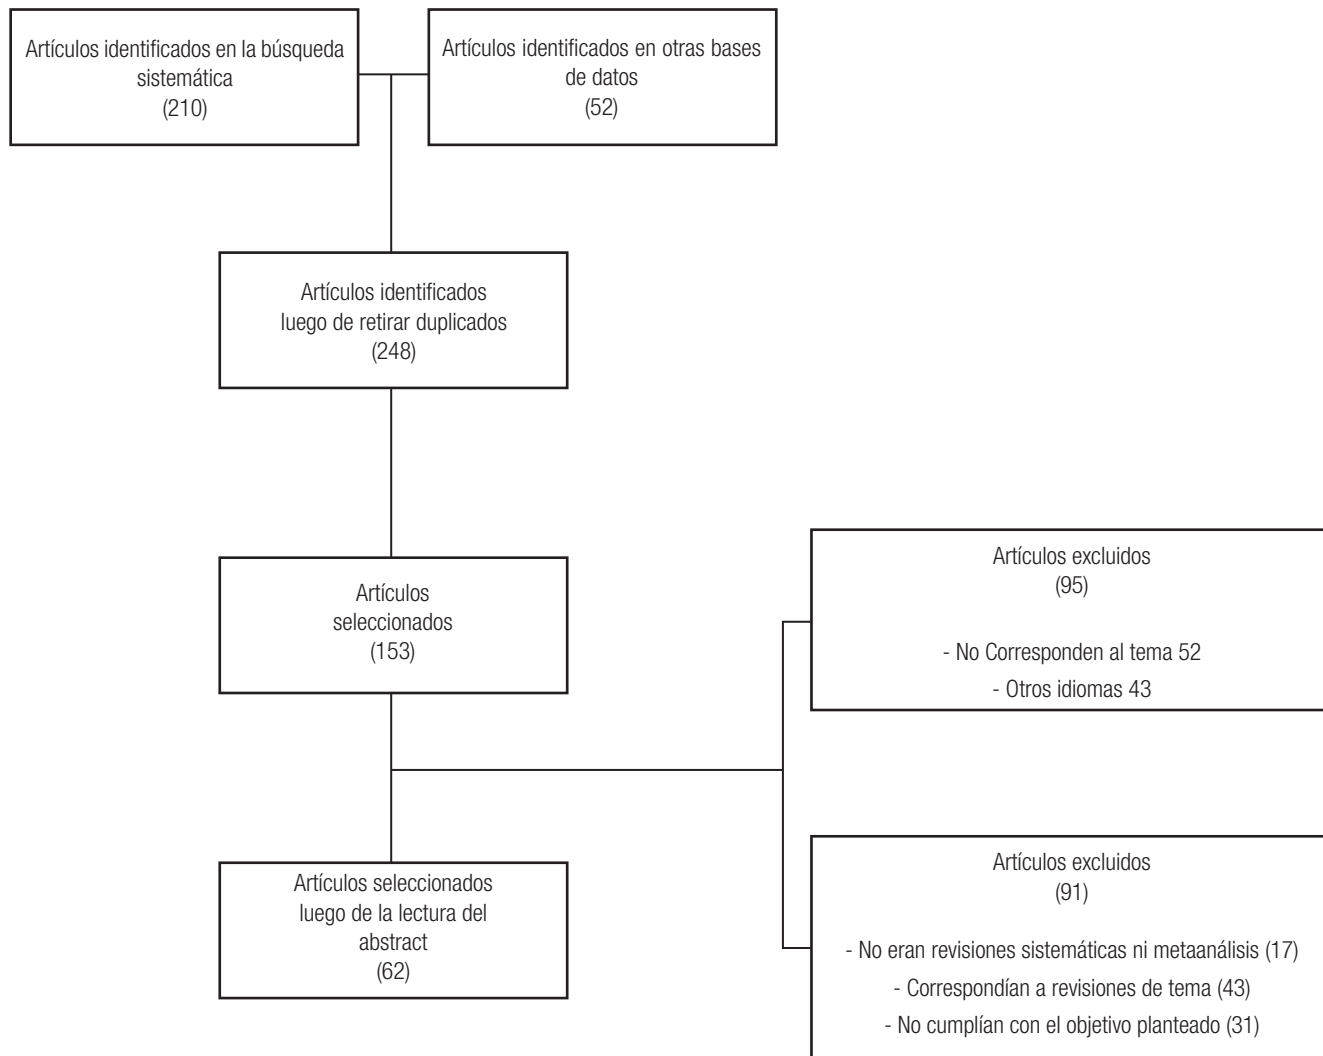 Artículos identificados en la búsqueda
sistemática
(210)
Artículos identificados en otras bases
de datos
(52)
Artículos identificados
luego de retirar duplicados
(248)
Artículos
seleccionados
(153)
Artículos excluidos
(95)
- No Corresponden al tema 52
- Otros idiomas 43
Artículos seleccionados
luego de la lectura del
abstract
(62)
Artículos excluidos
(91)
- No eran revisiones sistemáticas ni metaanálisis (17)
- Correspondían a revisiones de tema (43)
- No cumplían con el objetivo planteado (31)